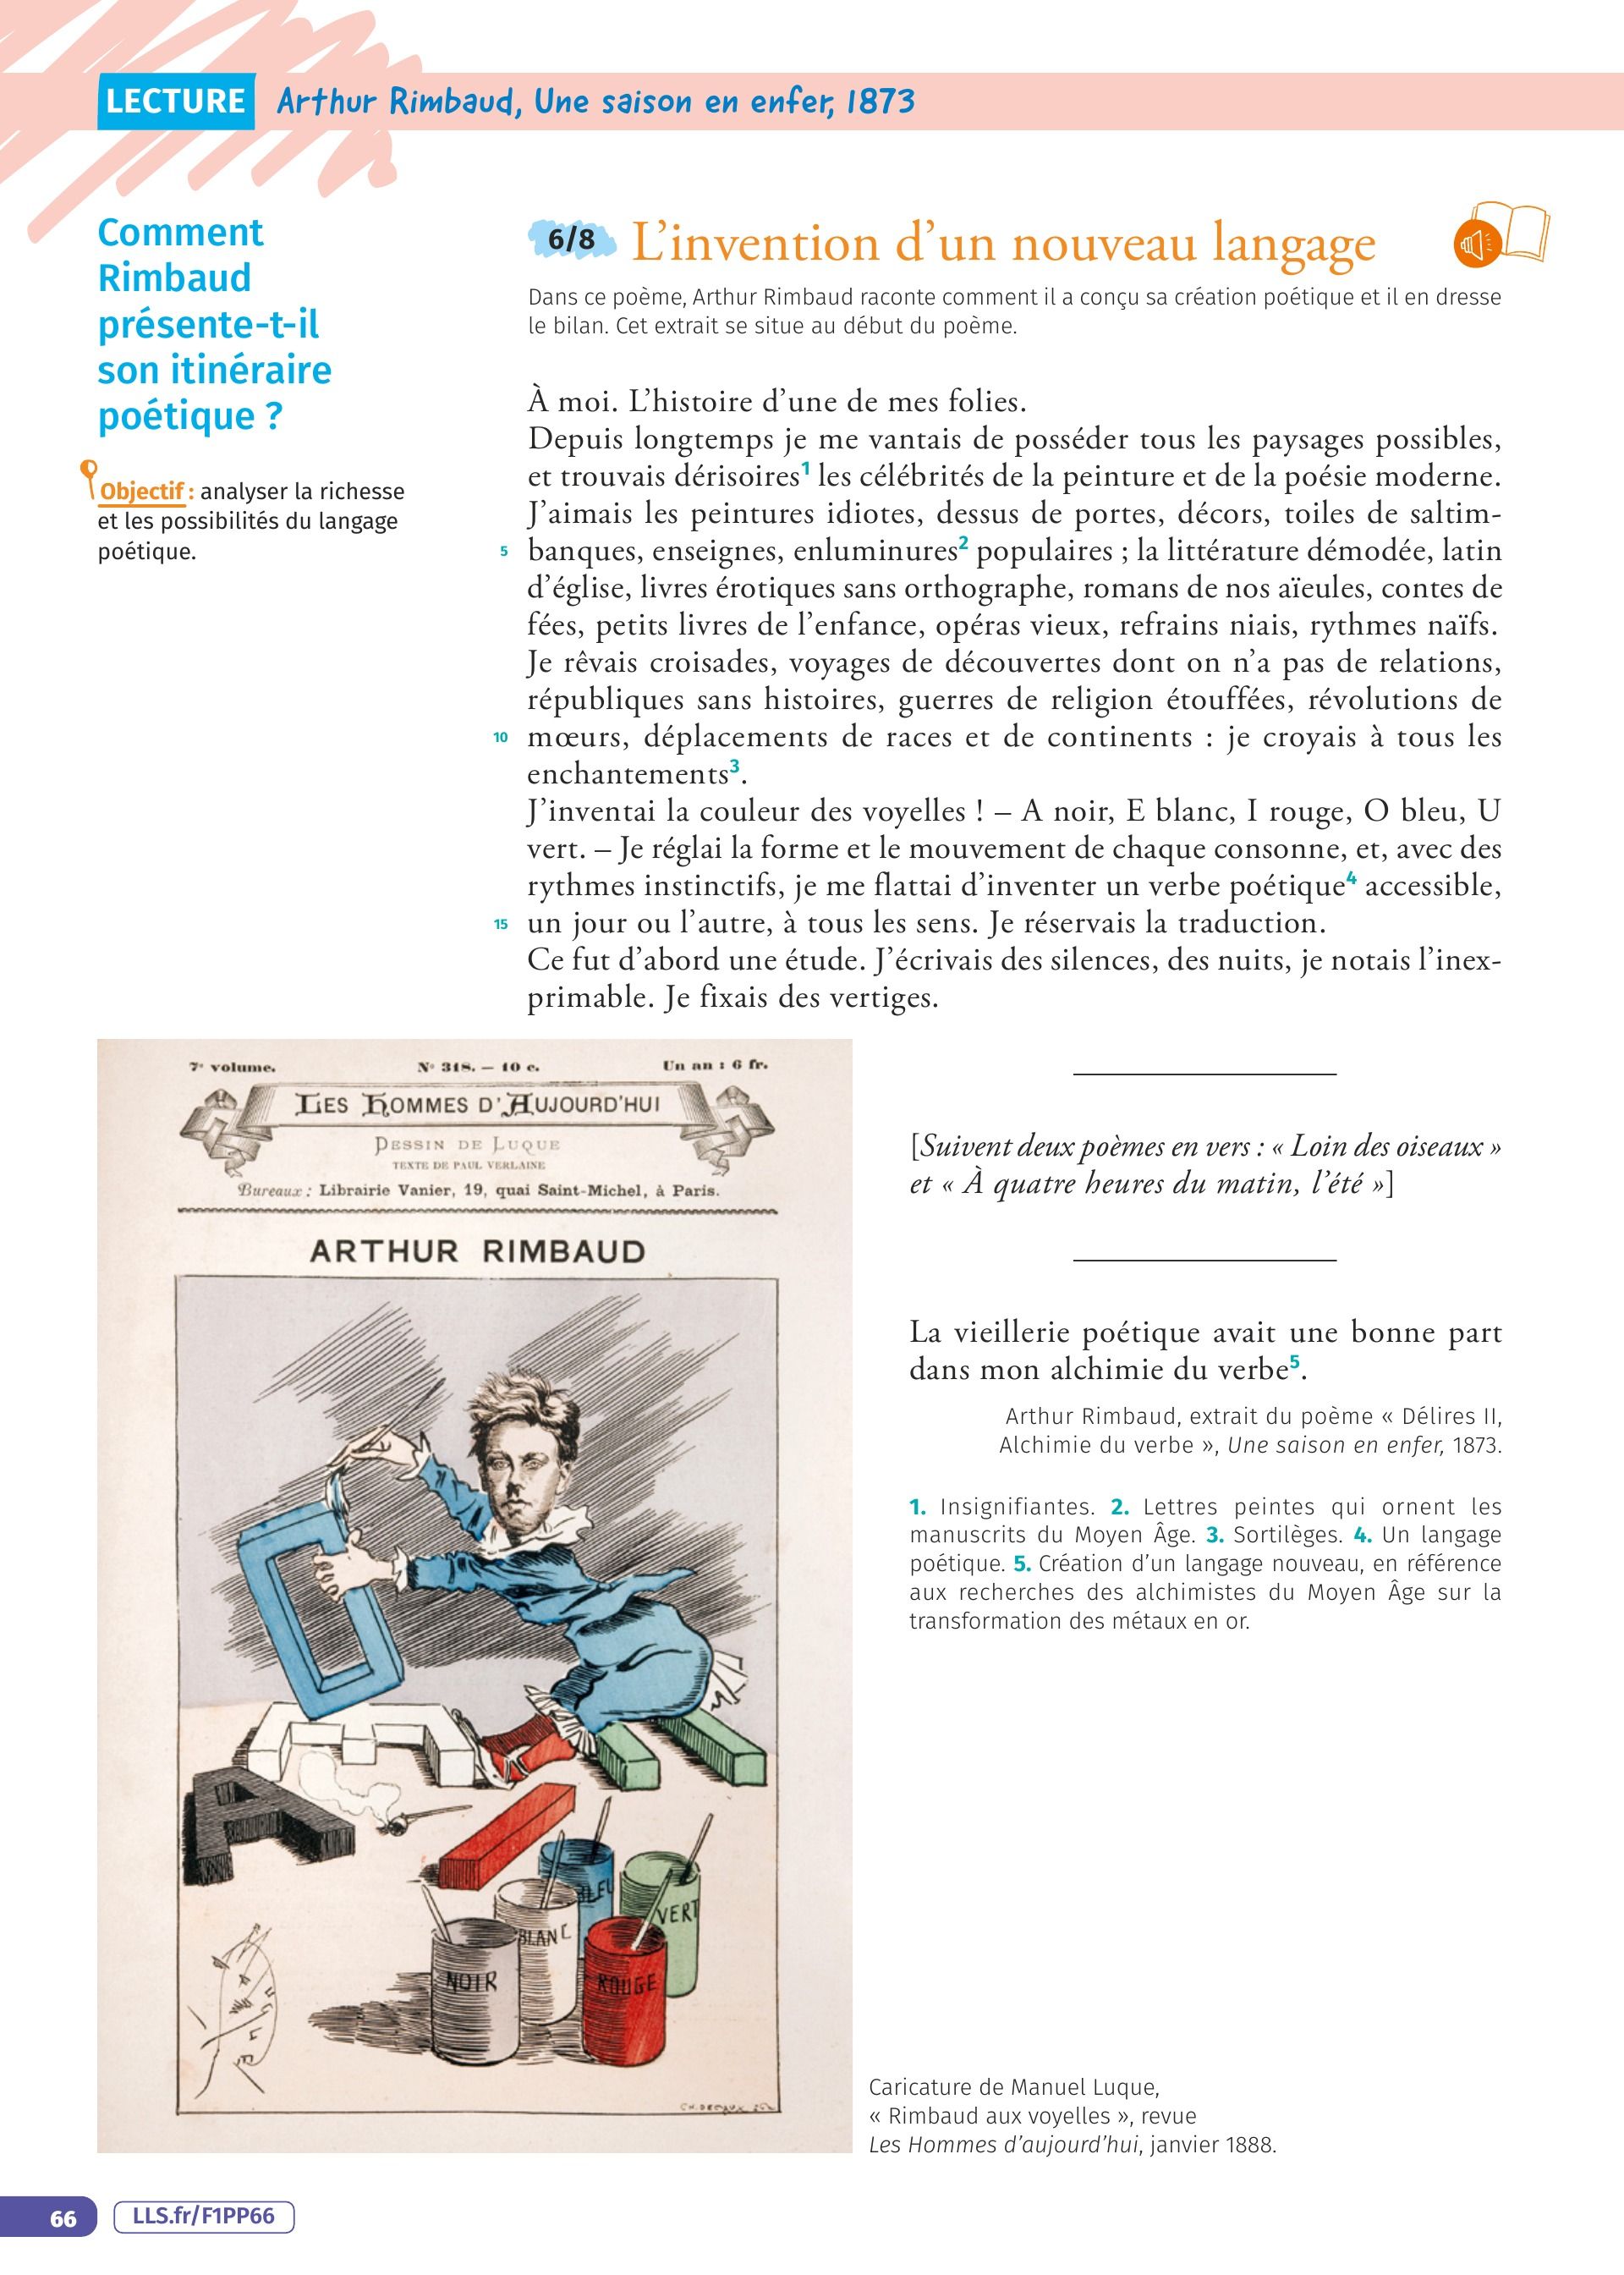 LECTURE Arthur Rimbaud, Une saison en enfer, 1873
Comment
Rimbaud
présente-t-il
son itinéraire
poétique ?
Objectif : analyser la richesse
et les possibilités du langage
poétique.
6/8 L’invention d’un nouveau langage
Dans ce poème, Arthur Rimbaud raconte comment il a conçu sa création poétique et il en dresse
le bilan. Cet extrait se situe au début du poème.
À moi. L’histoire d’une de mes folies.
Depuis longtemps je me vantais de posséder tous les paysages possibles,
et trouvais dérisoires1 les célébrités de la peinture et de la poésie moderne.
J’aimais les peintures idiotes, dessus de portes, décors, toiles de saltim-
5 banques, enseignes, enluminures2 populaires ; la littérature démodée, latin
d’église, livres érotiques sans orthographe, romans de nos aïeules, contes de
fées, petits livres de l’enfance, opéras vieux, refrains niais, rythmes naïfs.
Je rêvais croisades, voyages de découvertes dont on n’a pas de relations,
républiques sans histoires, guerres de religion étouffées, révolutions de
10 mœurs, déplacements de races et de continents : je croyais à tous les
enchantements3.
J’inventai la couleur des voyelles ! – A noir, E blanc, I rouge, O bleu, U
vert. – Je réglai la forme et le mouvement de chaque consonne, et, avec des
rythmes instinctifs, je me flattai d’inventer un verbe poétique4 accessible,
15 un jour ou l’autre, à tous les sens. Je réservais la traduction.
Ce fut d’abord une étude. J’écrivais des silences, des nuits, je notais l’inex-
primable. Je fixais des vertiges.
[Suivent deux poèmes en vers : « Loin des oiseaux »
et « À quatre heures du matin, l’été »]
La vieillerie poétique avait une bonne part
dans mon alchimie du verbe5.
Arthur Rimbaud, extrait du poème « Délires II,
Alchimie du verbe », Une saison en enfer, 1873.
1. Insignifiantes. 2. Lettres peintes qui ornent les
manuscrits du Moyen Âge. 3. Sortilèges. 4. Un langage
poétique. 5. Création d’un langage nouveau, en référence
aux recherches des alchimistes du Moyen Âge sur la
transformation des métaux en or.
7e volume. No 318. – 10 c. Un an : 6 fr.
LES HOMMES D’AUJOURD’HUI
DESSIN DE LUQUE
TEXTE DE PAUL VERLAINE
Bureaux : Librairie Vanier, 19, quai Saint-Michel, à Paris.
ARTHUR RIMBAUD
A
BLEU
VERT
BLANC
NOIR
ROUGE
Caricature de Manuel Luque,
« Rimbaud aux voyelles », revue
Les Hommes d’aujourd’hui, janvier 1888.
66 LLS.fr/F1PP66